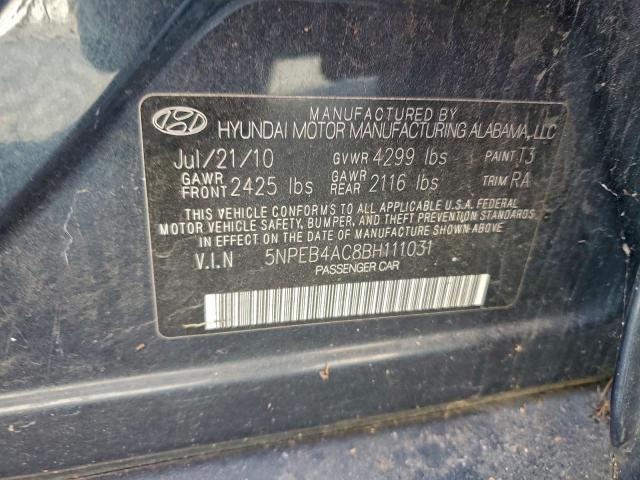 MANUFACTURED BY
HYUNDAI MOTOR MANUFACTURING ALABAMA, LLC
Jul/21/10 GVWR 4299 lbs PAINT T3
GAWR FRONT 2425 lbs GAWR REAR 2116 lbs TRIM RA
THIS VEHICLE CONFORMS TO ALL APPLICABLE U.S.A. FEDERAL
MOTOR VEHICLE SAFETY, BUMPER, AND THEFT PREVENTION STANDARDS
IN EFFECT ON THE DATE OF MANUFACTURE SHOWN ABOVE
V.I.N 5NPEB4AC8BH111031
PASSENGER CAR